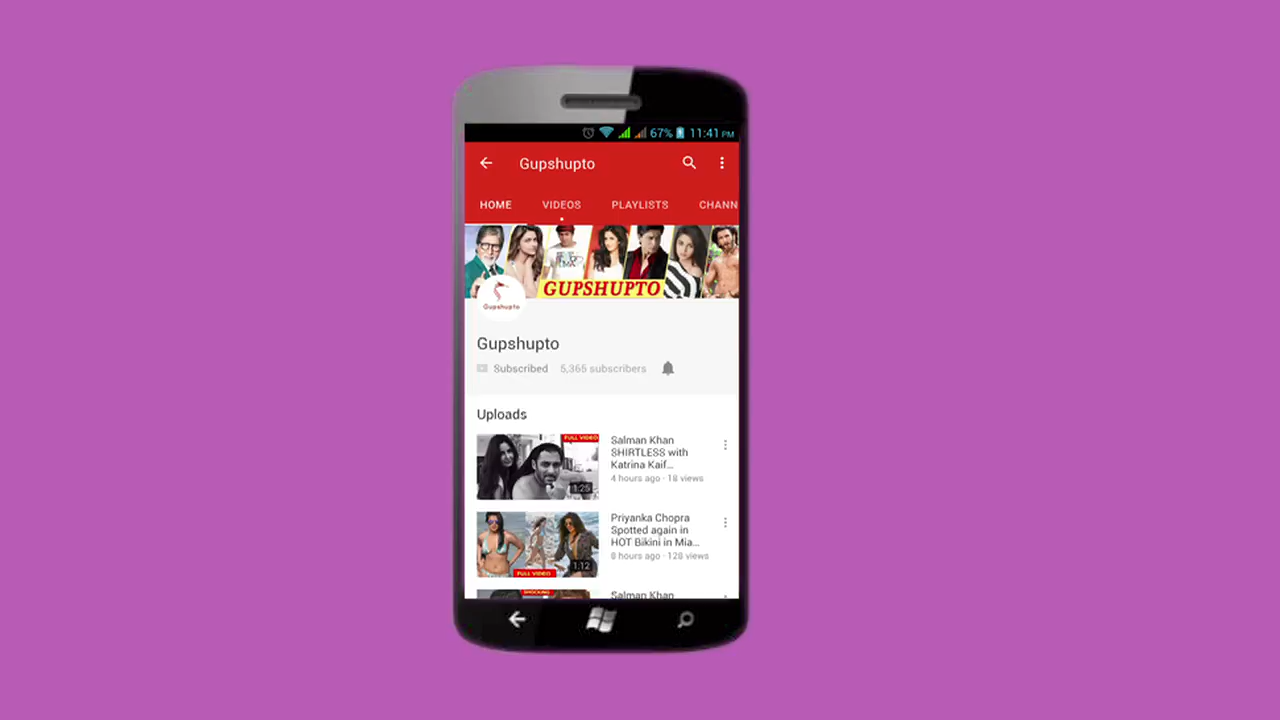 67% 11:41 PM
Gupshupto
HOME VIDEOS PLAYLISTS CHANN
GUPSHUPTO
Gupshupto
Gupshupto
Subscribed 5,365 subscribers
Uploads
FULL VIDEO
1:25
Salman Khan
SHIRTLESS with
Katrina Kaif...
4 hours ago · 18 views
FULL VIDEO
1:12
Priyanka Chopra
Spotted again in
HOT Bikini in Mia...
8 hours ago · 128 views
SHOCKING
Salman Khan